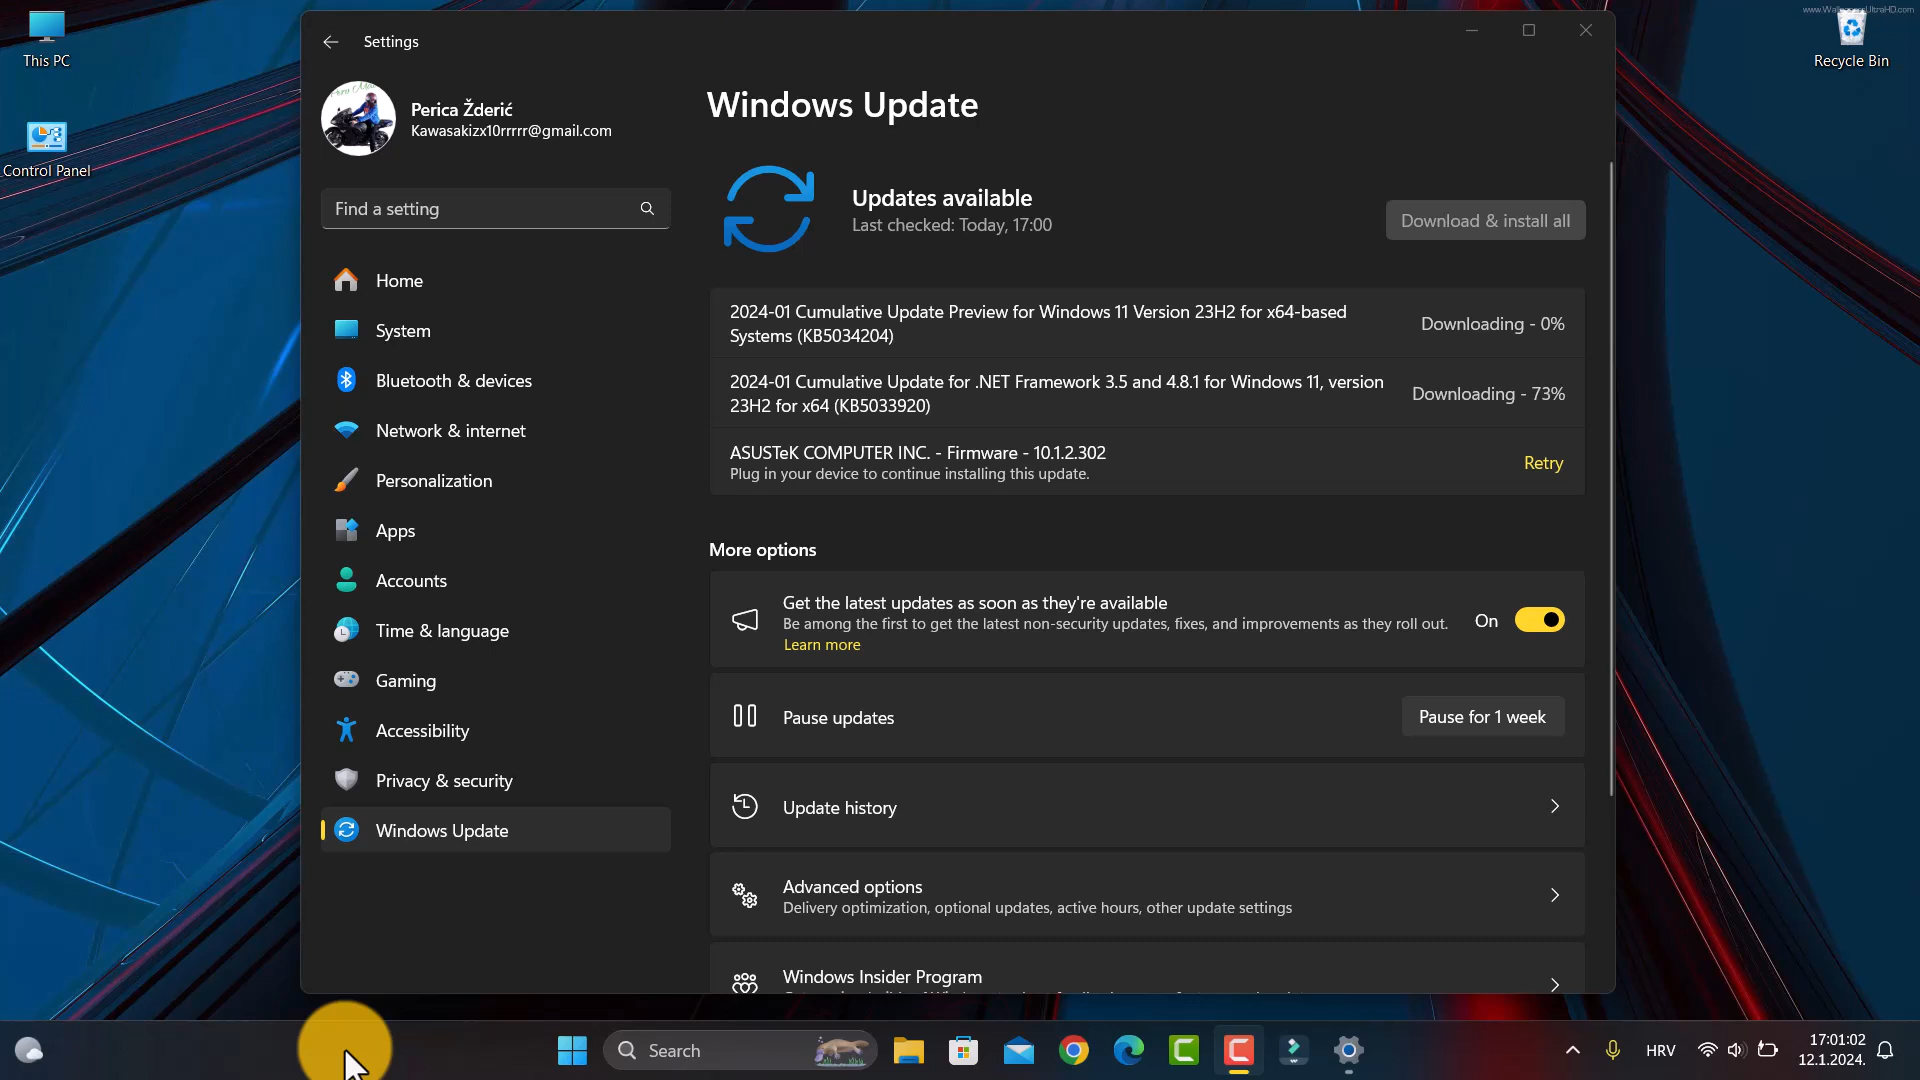 www.WallpapersUltraHD.com
This PC
Control Panel
Recycle Bin
Settings
Perica Žderić
Kawasakizx10rrrrr@gmail.com
Find a setting
Home
System
Bluetooth & devices
Network & internet
Personalization
Apps
Accounts
Time & language
Gaming
Accessibility
Privacy & security
Windows Update
Windows Update
Updates available
Last checked: Today, 17:00
Download & install all
2024-01 Cumulative Update Preview for Windows 11 Version 23H2 for x64-based
Systems (KB5034204)
Downloading - 0%
2024-01 Cumulative Update for .NET Framework 3.5 and 4.8.1 for Windows 11, version
23H2 for x64 (KB5033920)
Downloading - 73%
ASUSTeK COMPUTER INC. - Firmware - 10.1.2.302
Plug in your device to continue installing this update.
Retry
More options
Get the latest updates as soon as they're available
Be among the first to get the latest non-security updates, fixes, and improvements as they roll out.
Learn more
On
Pause updates
Pause for 1 week
Update history
Advanced options
Delivery optimization, optional updates, active hours, other update settings
Windows Insider Program
Search
HRV
17:01:02
12.1.2024.